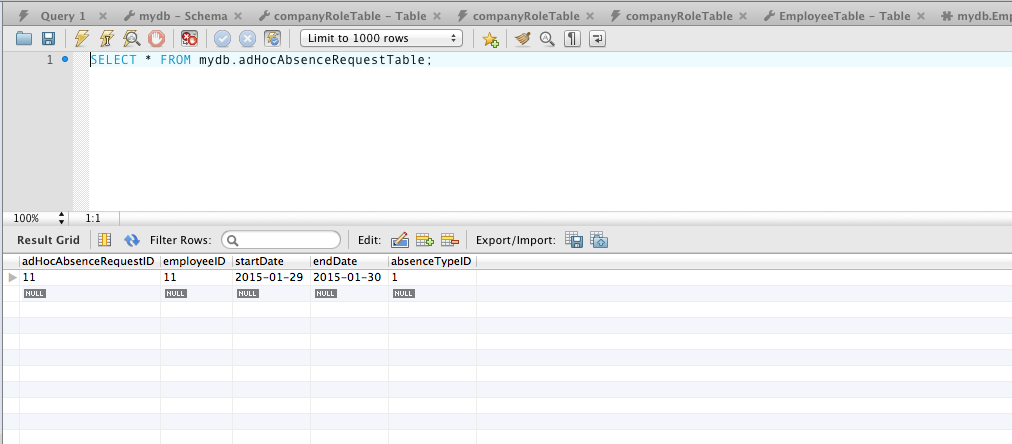 Query 1 mydb - Schema companyRoleTable - Table companyRoleTable companyRoleTable EmployeeTable - Table mydb.Emp
Limit to 1000 rows
1 SELECT * FROM mydb.adHocAbsenceRequestTable;
100% 1:1
Result Grid Filter Rows: Edit: Export/Import:
adHocAbsenceRequestID employeeID startDate endDate absenceTypeID
11 11 2015-01-29 2015-01-30 1
NULL NULL NULL NULL NULL